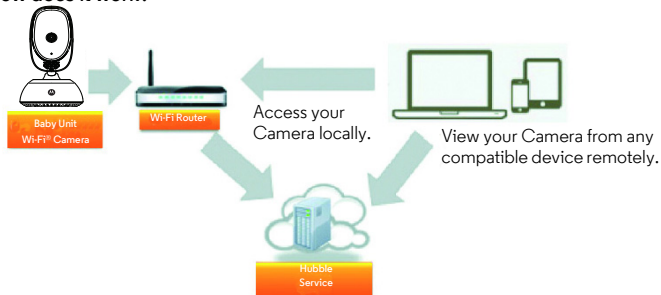 Baby Unit
Wi-Fi® Camera
Wi-Fi Router
Access your
Camera locally.
View your Camera from any
compatible device remotely.
Hubble
Service